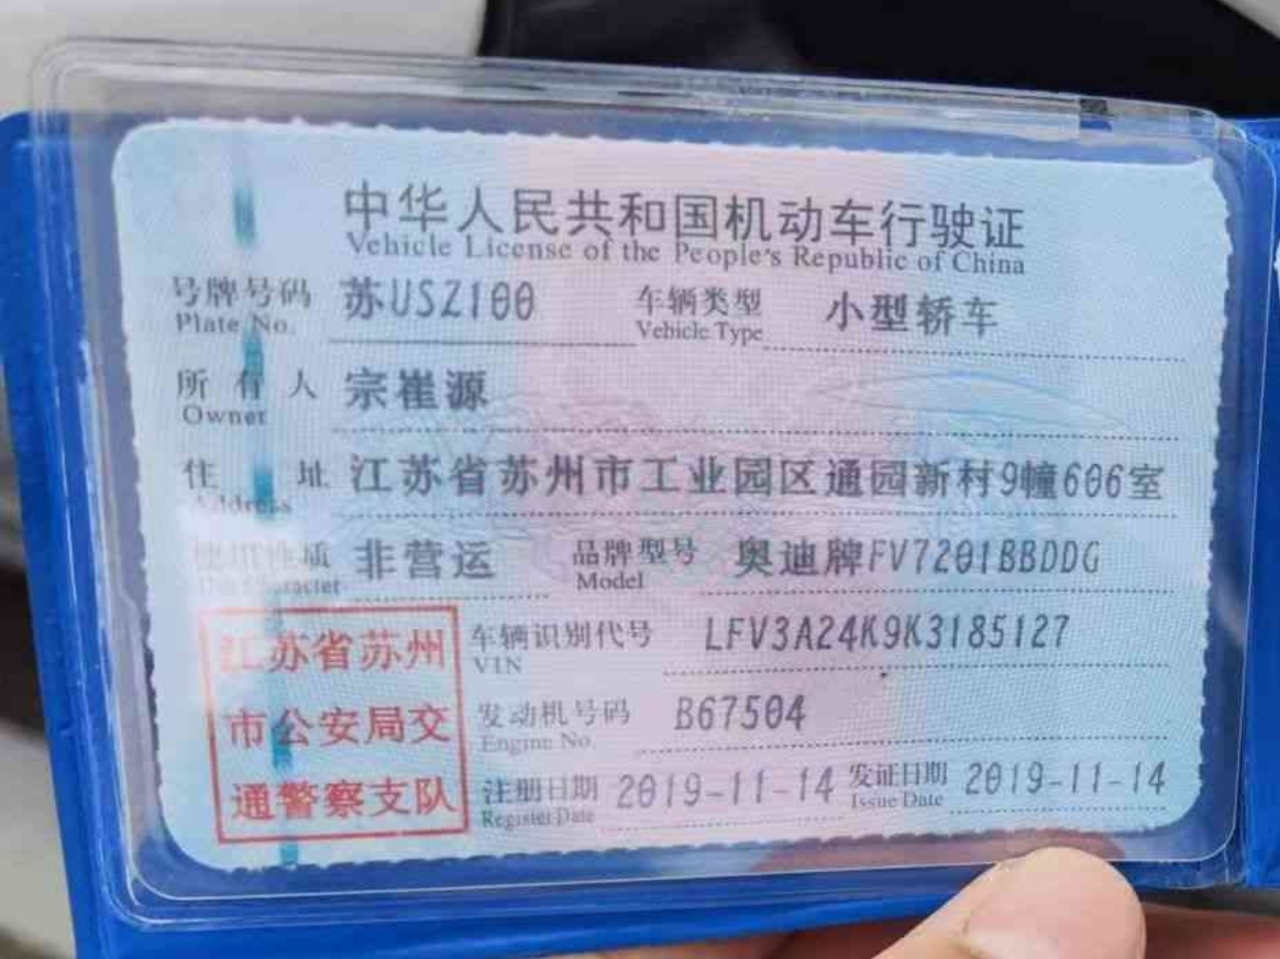 中华人民共和国机动车行驶证
Vehicle License of the People's Republic of China
号牌号码 苏USZ100 车辆类型 小型轿车
Plate No. Vehicle Type
所有人 宗崔源
Owner
住址 江苏省苏州市工业园区通园新村9幢606室
Address
使用性质 非营运 品牌型号 奥迪牌FV7201BBDDG
Use Character Model
江苏省苏州
市公安局交
通警察支队
车辆识别代号 LFV3A24K9K3185127
VIN
发动机号码 B67504
Engine No.
注册日期 2019-11-14 发证日期 2019-11-14
Register Date Issue Date